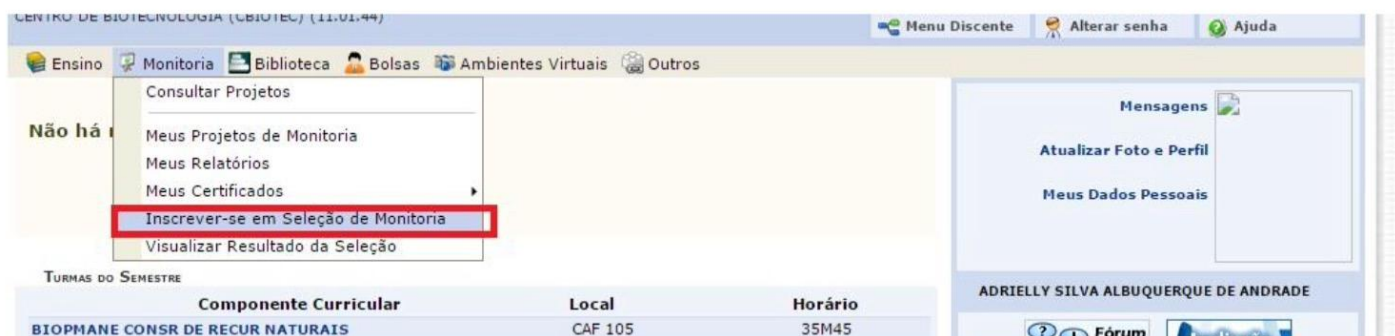 CENTRO DE BIOTECNOLOGIA (CBIOTEC) (11.01.44)
Menu Discente Alterar senha Ajuda
Ensino Monitoria Biblioteca Bolsas Ambientes Virtuais Outros
Consultar Projetos
Não há
Meus Projetos de Monitoria
Meus Relatórios
Meus Certificados
Inscrever-se em Seleção de Monitoria
Visualizar Resultado da Seleção
Mensagens
Atualizar Foto e Perfil
Meus Dados Pessoais
TURMAS DO SEMESTRE
Componente Curricular Local Horário
BIOPMANE CONSR DE RECUR NATURAIS CAF 105 35M45
ADRIELLY SILVA ALBUQUERQUE DE ANDRADE
Fórum